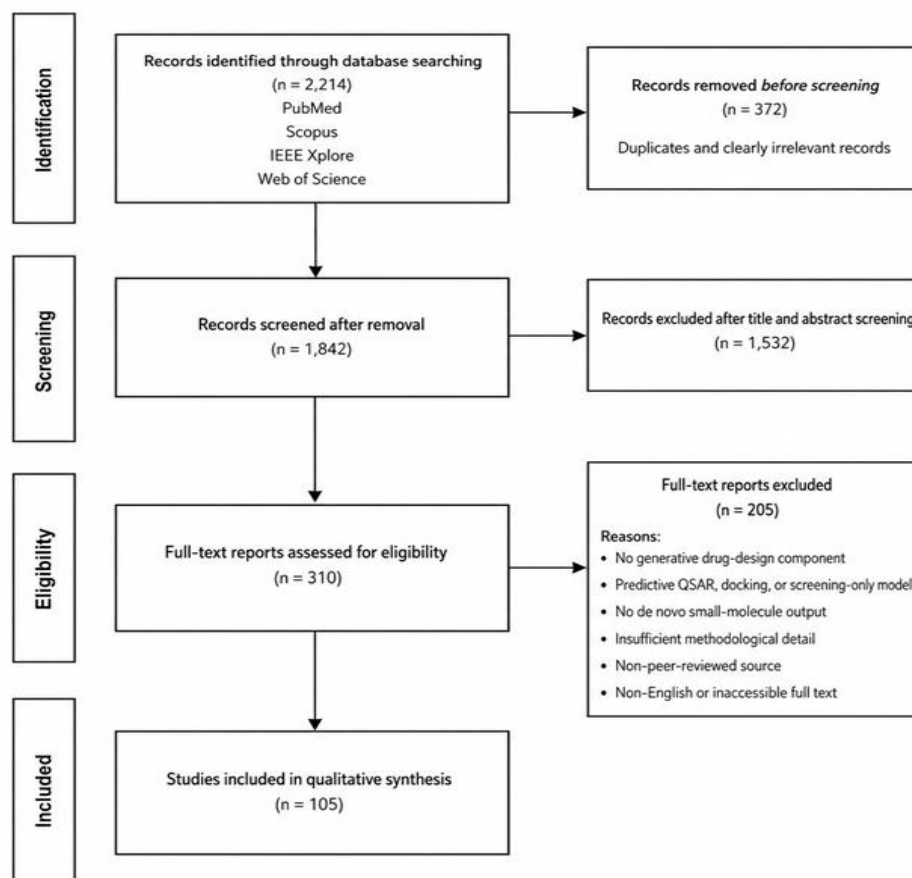 Identification
Records identified through database searching
(n = 2,214)
PubMed
Scopus
IEEE Xplore
Web of Science
Records removed before screening
(n = 372)
Duplicates and clearly irrelevant records
Screening
Records screened after removal
(n = 1,842)
Records excluded after title and abstract screening
(n = 1,532)
Eligibility
Full-text reports assessed for eligibility
(n = 310)
Full-text reports excluded
(n = 205)
Reasons:
• No generative drug-design component
• Predictive QSAR, docking, or screening-only model
• No de novo small-molecule output
• Insufficient methodological detail
• Non-peer-reviewed source
• Non-English or inaccessible full text
Included
Studies included in qualitative synthesis
(n = 105)